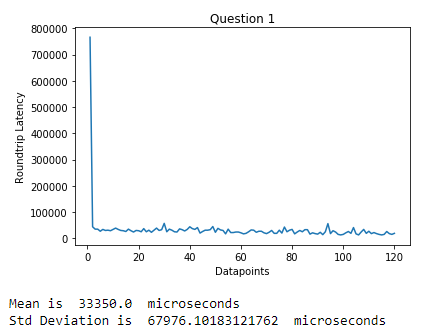 Question 1
800000
700000
600000
500000
400000
300000
200000
100000
0
Roundtrip Latency
0 20 40 60 80 100 120
Datapoints
Mean is 33350.0 microseconds
Std Deviation is 67976.10183121762 microseconds